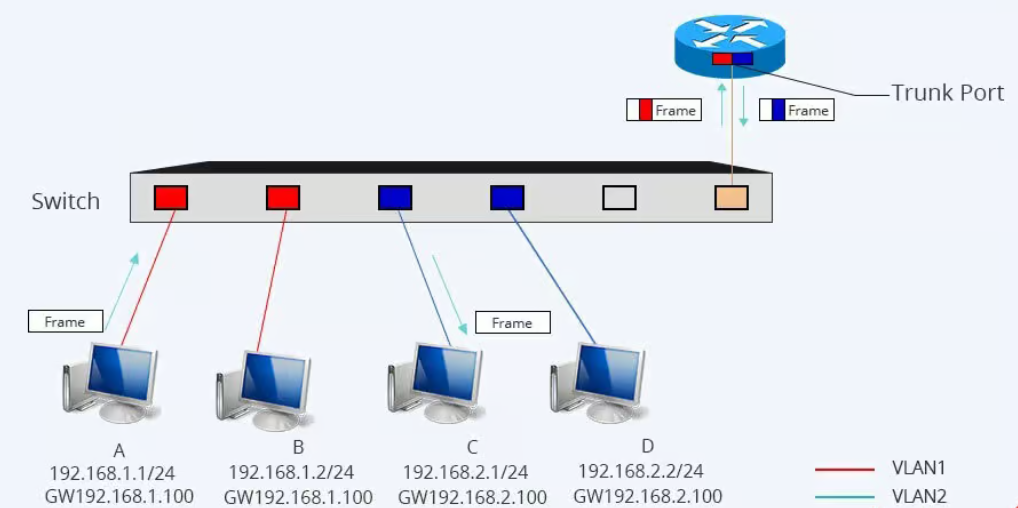 Trunk Port
Frame
Frame
Switch
Frame
Frame
A
192.168.1.1/24
GW192.168.1.100
B
192.168.1.2/24
GW192.168.1.100
C
192.168.2.1/24
GW192.168.2.100
D
192.168.2.2/24
GW192.168.2.100
VLAN1
VLAN2